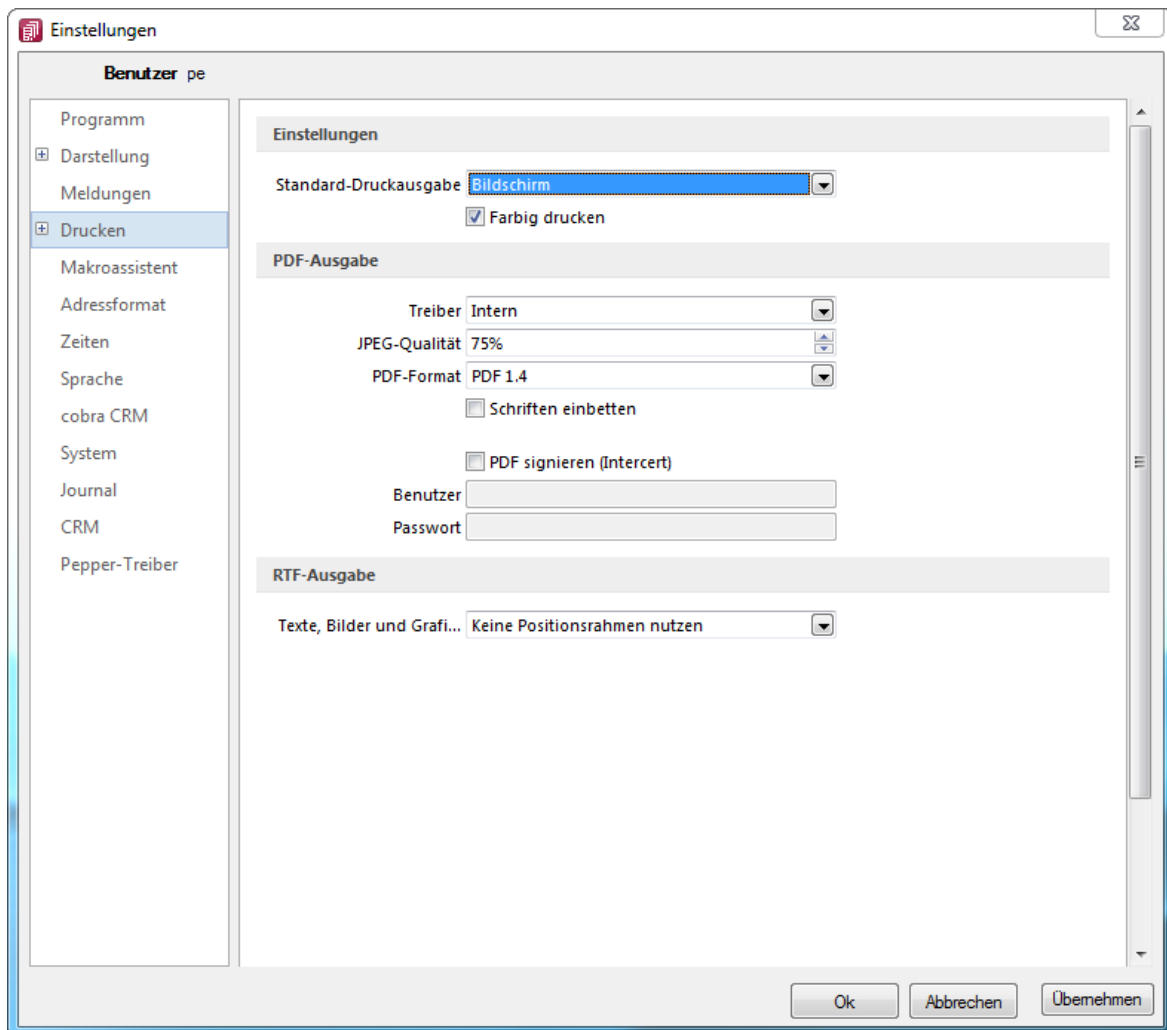 Einstellungen
Benutzer pe
Programm
Darstellung
Meldungen
Drucken
Makroassistent
Adressformat
Zeiten
Sprache
cobra CRM
System
Journal
CRM
Pepper-Treiber
Einstellungen
Standard-Druckausgabe Bildschirm
Farbig drucken
PDF-Ausgabe
Treiber Intern
JPEG-Qualität 75%
PDF-Format PDF 1.4
Schriften einbetten
PDF signieren (Intercert)
Benutzer
Passwort
RTF-Ausgabe
Texte, Bilder und Grafi... Keine Positionsrahmen nutzen
Ok Abbrechen Übernehmen